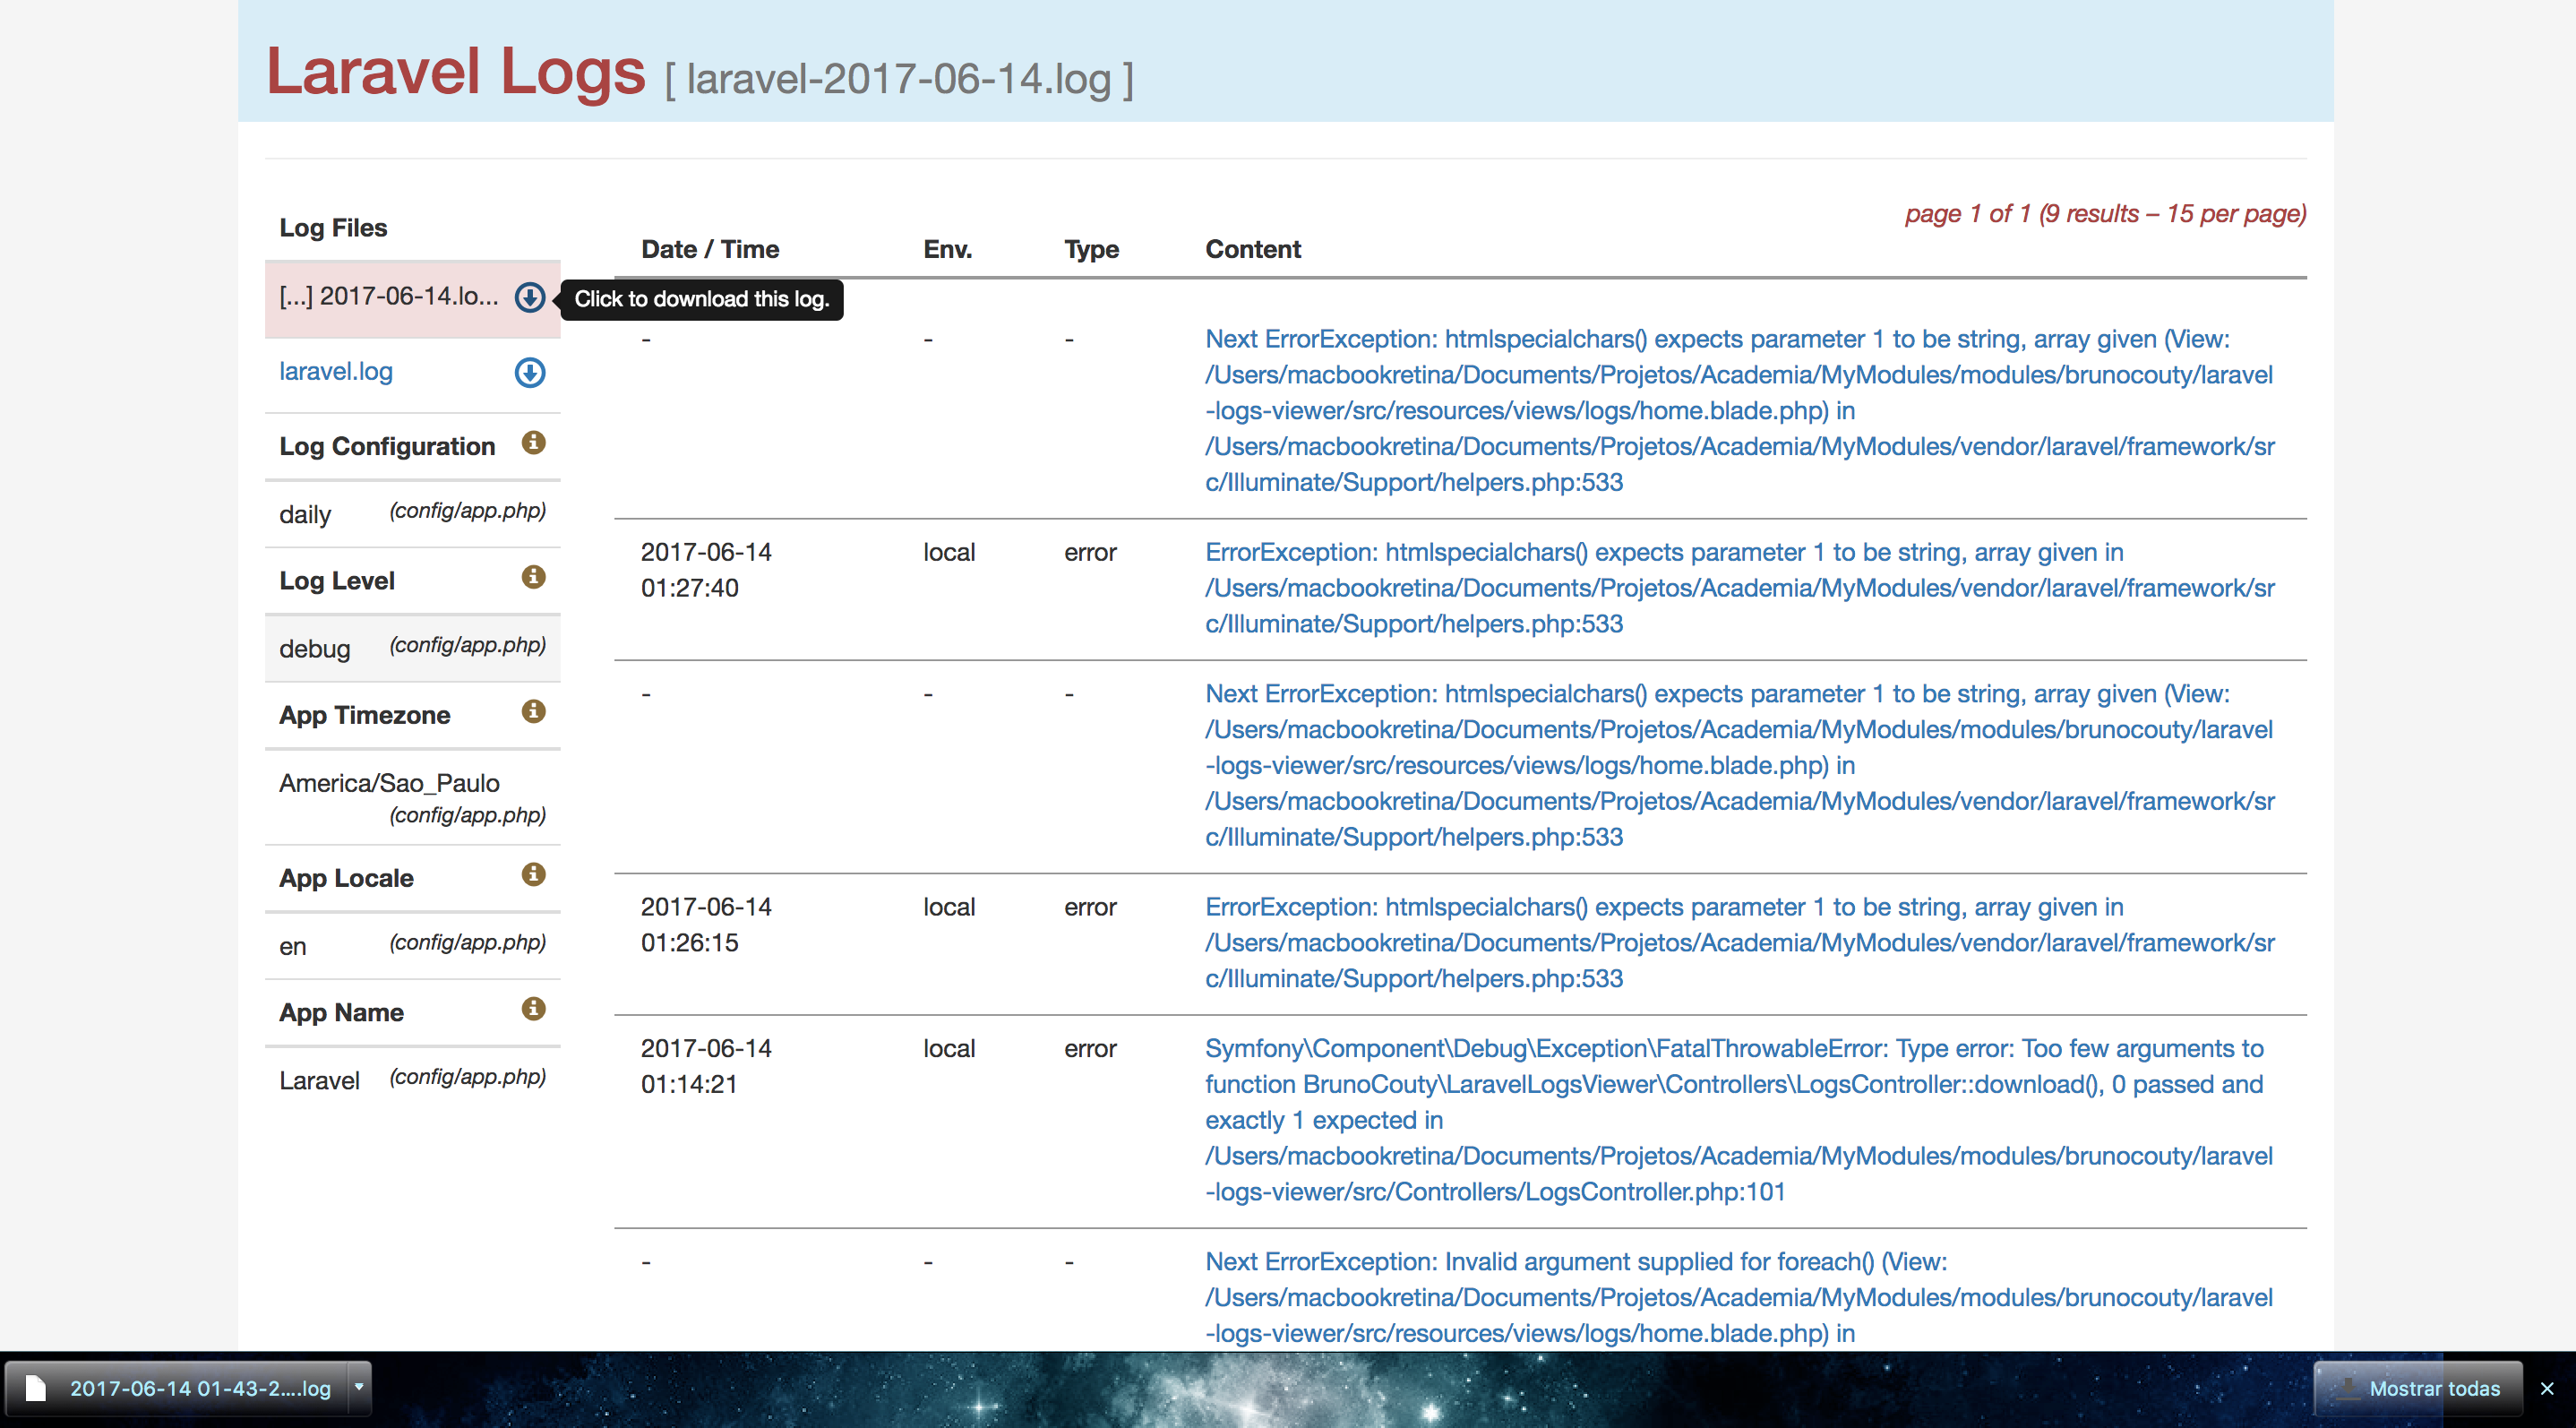 Laravel Logs [ laravel-2017-06-14.log ]
page 1 of 1 (9 results – 15 per page)
Log Files
[...] 2017-06-14.lo...
Click to download this log.
laravel.log
Log Configuration
daily (config/app.php)
Log Level
debug (config/app.php)
App Timezone
America/Sao_Paulo
(config/app.php)
App Locale
en (config/app.php)
App Name
Laravel (config/app.php)
Date / Time Env. Type Content
- - - Next ErrorException: htmlspecialchars() expects parameter 1 to be string, array given (View:
/Users/macbookretina/Documents/Projetos/Academia/MyModules/modules/brunocouty/laravel
-logs-viewer/src/resources/views/logs/home.blade.php) in
/Users/macbookretina/Documents/Projetos/Academia/MyModules/vendor/laravel/framework/sr
c/Illuminate/Support/helpers.php:533
2017-06-14 local error ErrorException: htmlspecialchars() expects parameter 1 to be string, array given in
01:27:40 /Users/macbookretina/Documents/Projetos/Academia/MyModules/vendor/laravel/framework/sr
c/Illuminate/Support/helpers.php:533
- - - Next ErrorException: htmlspecialchars() expects parameter 1 to be string, array given (View:
/Users/macbookretina/Documents/Projetos/Academia/MyModules/modules/brunocouty/laravel
-logs-viewer/src/resources/views/logs/home.blade.php) in
/Users/macbookretina/Documents/Projetos/Academia/MyModules/vendor/laravel/framework/sr
c/Illuminate/Support/helpers.php:533
2017-06-14 local error ErrorException: htmlspecialchars() expects parameter 1 to be string, array given in
01:26:15 /Users/macbookretina/Documents/Projetos/Academia/MyModules/vendor/laravel/framework/sr
c/Illuminate/Support/helpers.php:533
2017-06-14 local error Symfony\Component\Debug\Exception\FatalThrowableError: Type error: Too few arguments to
01:14:21 function BrunoCouty\LaravelLogsViewer\Controllers\LogsController::download(), 0 passed and
exactly 1 expected in
/Users/macbookretina/Documents/Projetos/Academia/MyModules/modules/brunocouty/laravel
-logs-viewer/src/Controllers/LogsController.php:101
- - - Next ErrorException: Invalid argument supplied for foreach() (View:
/Users/macbookretina/Documents/Projetos/Academia/MyModules/modules/brunocouty/laravel
-logs-viewer/src/resources/views/logs/home.blade.php) in
2017-06-14 01-43-2....log
Mostrar todas